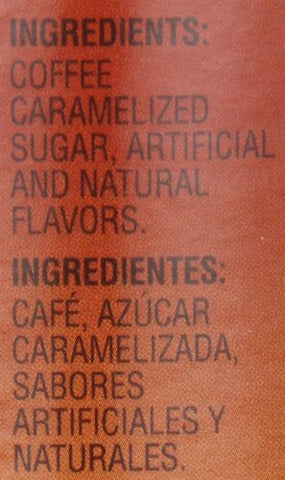 INGREDIENTS:
COFFEE
CARAMELIZED
SUGAR, ARTIFICIAL
AND NATURAL
FLAVORS.
INGREDIENTES:
CAFÉ, AZÚCAR
CARAMELIZADA,
SABORES
ARTIFICIALES Y
NATURALES.